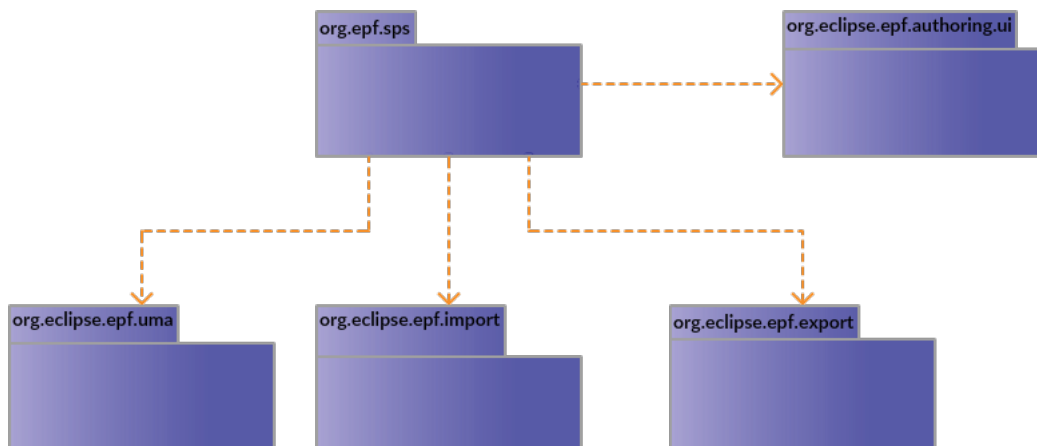 org.epf.sps
org.eclipse.epf.authoring.ui
org.eclipse.epf.uma
org.eclipse.epf.import
org.eclipse.epf.export